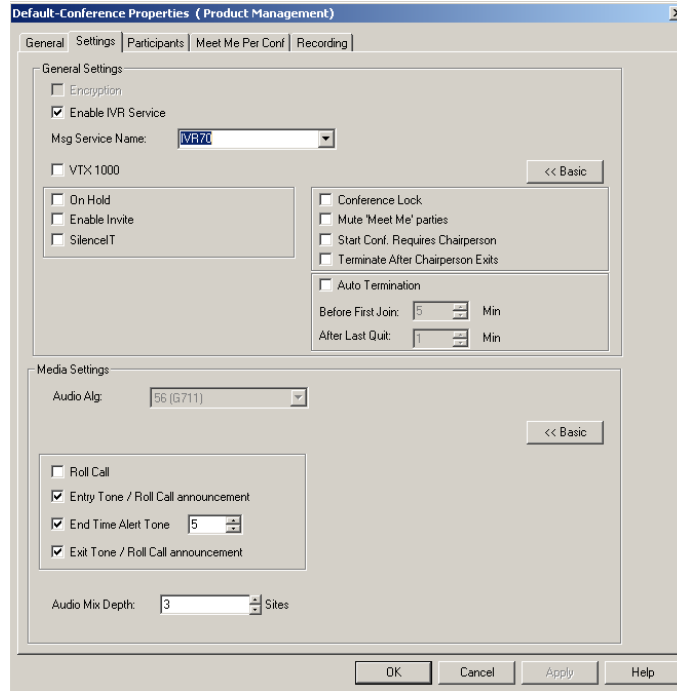 Default-Conference Properties ( Product Management)
General Settings Participants Meet Me Per Conf Recording
General Settings
Encryption
Enable IVR Service
Msg Service Name: IVR70
VTX 1000
<< Basic
On Hold
Enable Invite
SilenceIT
Conference Lock
Mute 'Meet Me' parties
Start Conf. Requires Chairperson
Terminate After Chairperson Exits
Auto Termination
Before First Join: 5 Min
After Last Quit: 1 Min
Media Settings
Audio Alg: 56 (G711)
<< Basic
Roll Call
Entry Tone / Roll Call announcement
End Time Alert Tone 5
Exit Tone / Roll Call announcement
Audio Mix Depth: 3 Sites
OK Cancel Apply Help